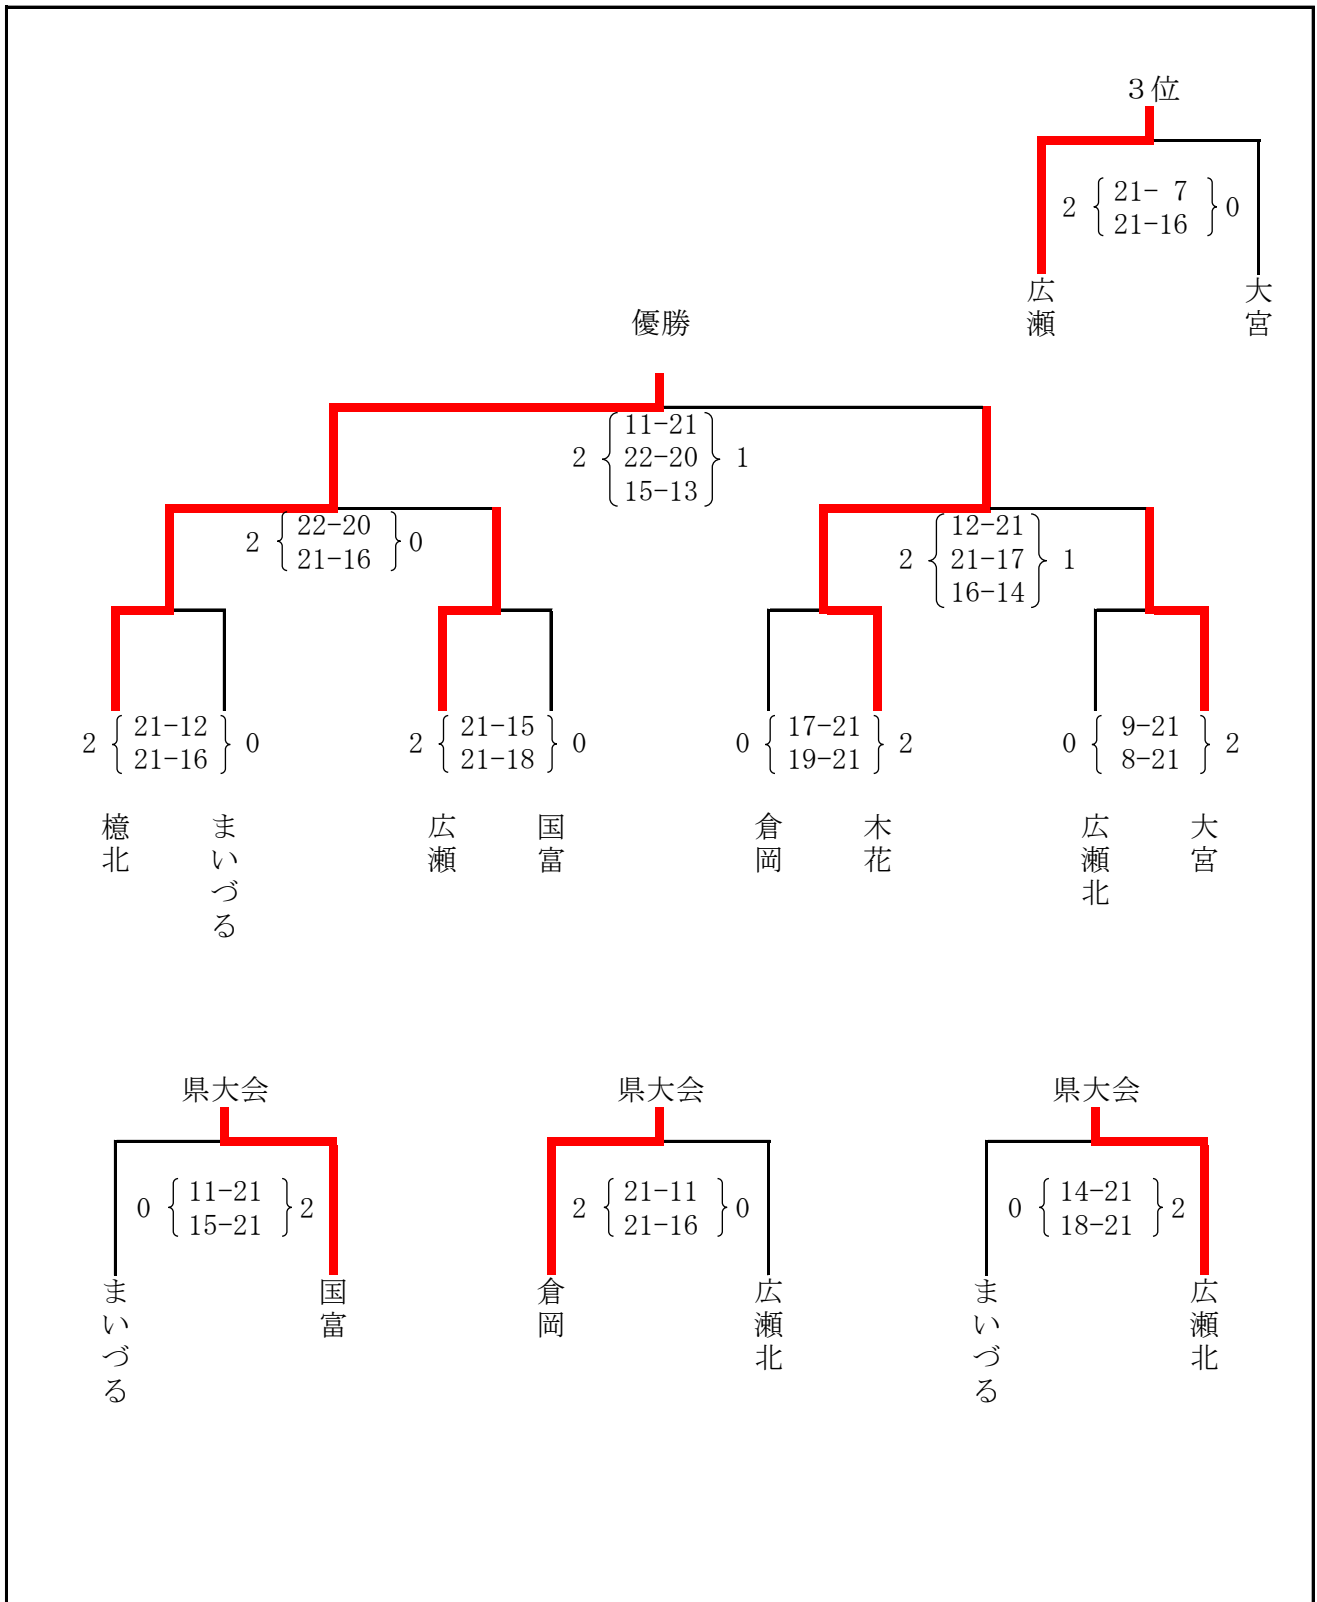 ３位
2 21- 7 0
21-16
広瀬 大宮
優勝
11-21
2 22-20 1
15-13
22-20
2 21-16 0
12-21
2 21-17 1
16-14
2 21-12 0
21-16
2 21-15 0
21-18
0 17-21 2
19-21
0 9-21 2
8-21
檍北
まいづる
広瀬
国富
倉岡
木花
広瀬北
大宮
県大会
0 11-21 2
15-21
まいづる
国富
県大会
2 21-11 0
21-16
倉岡
広瀬北
県大会
0 14-21 2
18-21
まいづる
広瀬北